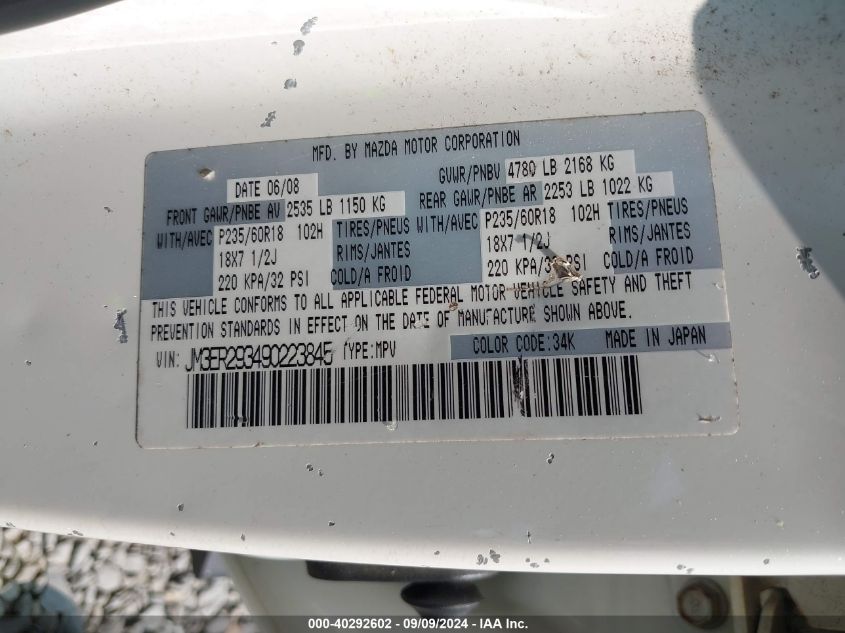 MFD. BY MAZDA MOTOR CORPORATION
DATE 06/08 GVWR/PNBV 4780 LB 2168 KG
FRONT GAWR/PNBE AV 2535 LB 1150 KG REAR GAWR/PNBE AR 2253 LB 1022 KG
WITH/AVEC P235/60R18 102H TIRES/PNEUS WITH/AVEC P235/60R18 102H TIRES/PNEUS
18X7 1/2J RIMS/JANTES 18X7 1/2J RIMS/JANTES
220 KPA/32 PSI COLD/A FROID 220 KPA/32 PSI COLD/A FROID
THIS VEHICLE CONFORMS TO ALL APPLICABLE FEDERAL MOTOR VEHICLE SAFETY AND THEFT
PREVENTION STANDARDS IN EFFECT ON THE DATE OF MANUFACTURE SHOWN ABOVE.
VIN: JM3ER293490223845 TYPE:MPV COLOR CODE:34K MADE IN JAPAN
000-40292602 - 09/09/2024 - IAA Inc.